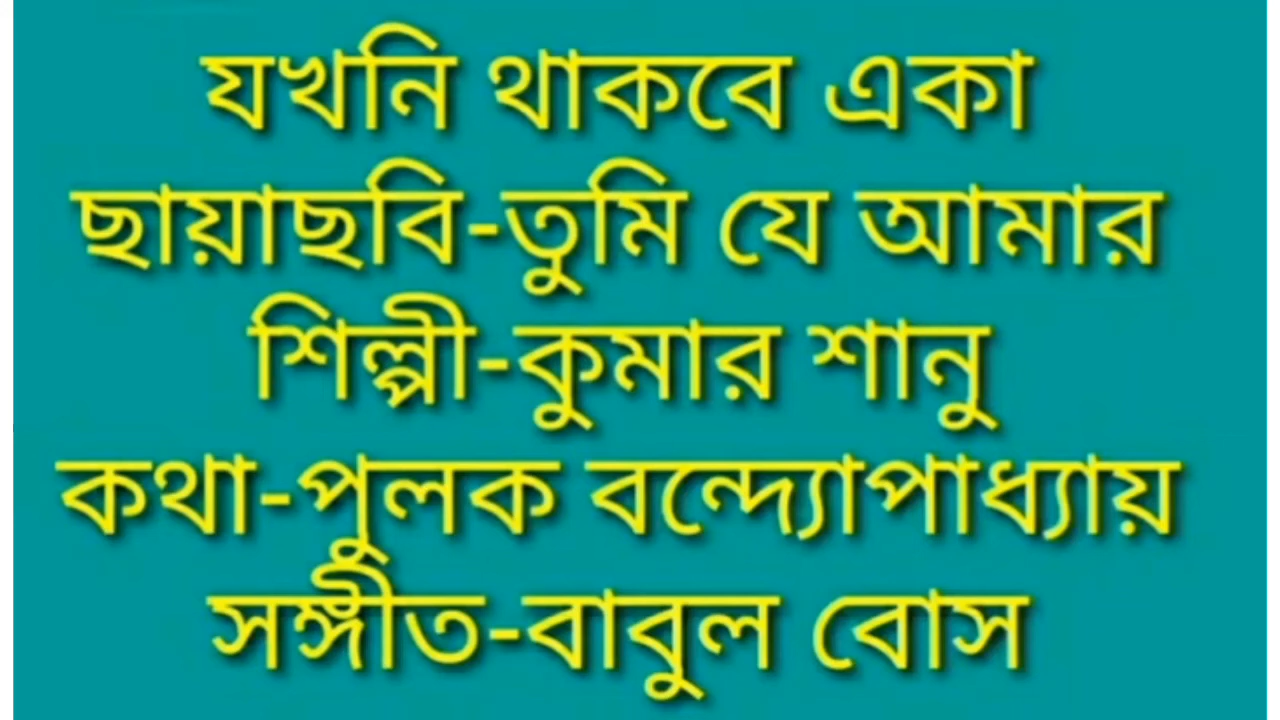 যখনি থাকবে একা
ছায়াছবি-তুমি যে আমার
শিল্পী-কুমার শানু
কথা-পুলক বন্দ্যোপাধ্যায়
সঙ্গীত-বাবুল বোস